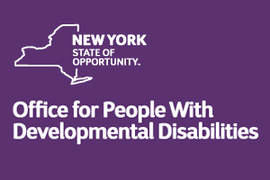 NEW YORK
STATE OF
OPPORTUNITY.
Office for People With
Developmental Disabilities